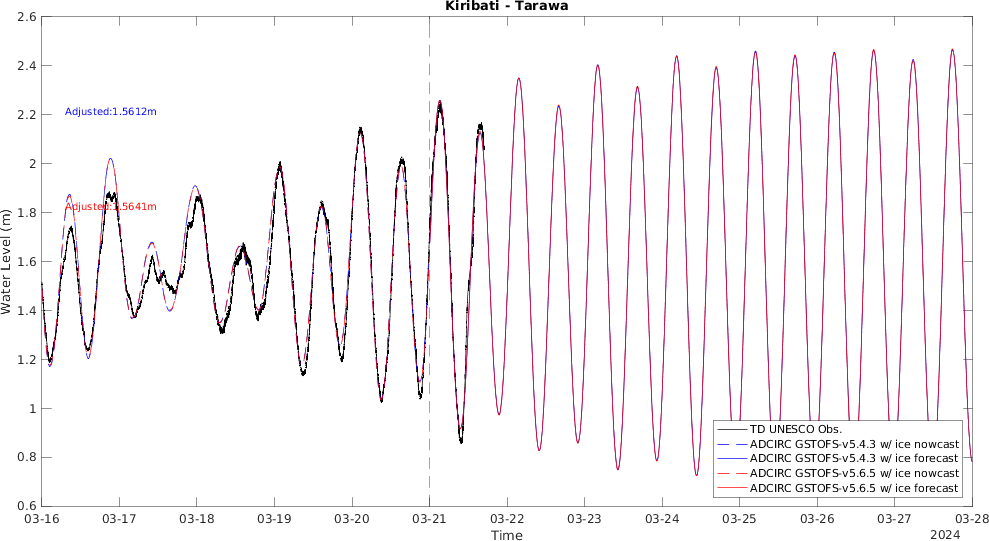 Kiribati - Tarawa
2.6
2.4
2.2
2
1.8
1.6
1.4
1.2
1
0.8
0.6
Water Level (m)
Adjusted:1.5612m
Adjusted:1.5641m
TD UNESCO Obs.
ADCIRC GSTOFS-v5.4.3 w/ ice nowcast
ADCIRC GSTOFS-v5.4.3 w/ ice forecast
ADCIRC GSTOFS-v5.6.5 w/ ice nowcast
ADCIRC GSTOFS-v5.6.5 w/ ice forecast
03-16 03-17 03-18 03-19 03-20 03-21 03-22 03-23 03-24 03-25 03-26 03-27 03-28
Time
2024